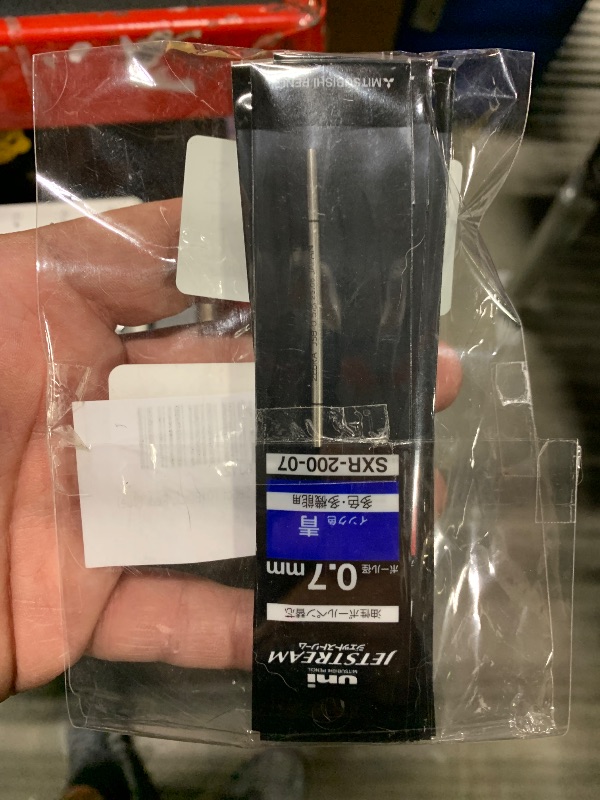 uni
MITSUBISHI PENCIL
JETSTREAM
ジェットストリーム
油性ボールペン替芯
ボール径
0.7mm
インク色
青
多色・多機能用
SXR-200-07
MITSUBISHI PENCIL